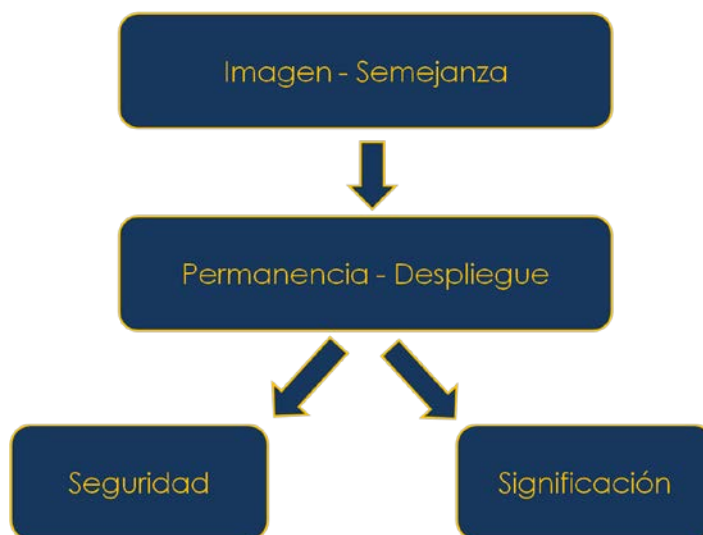 Imagen - Semejanza
Permanencia - Despliegue
Seguridad
Significación